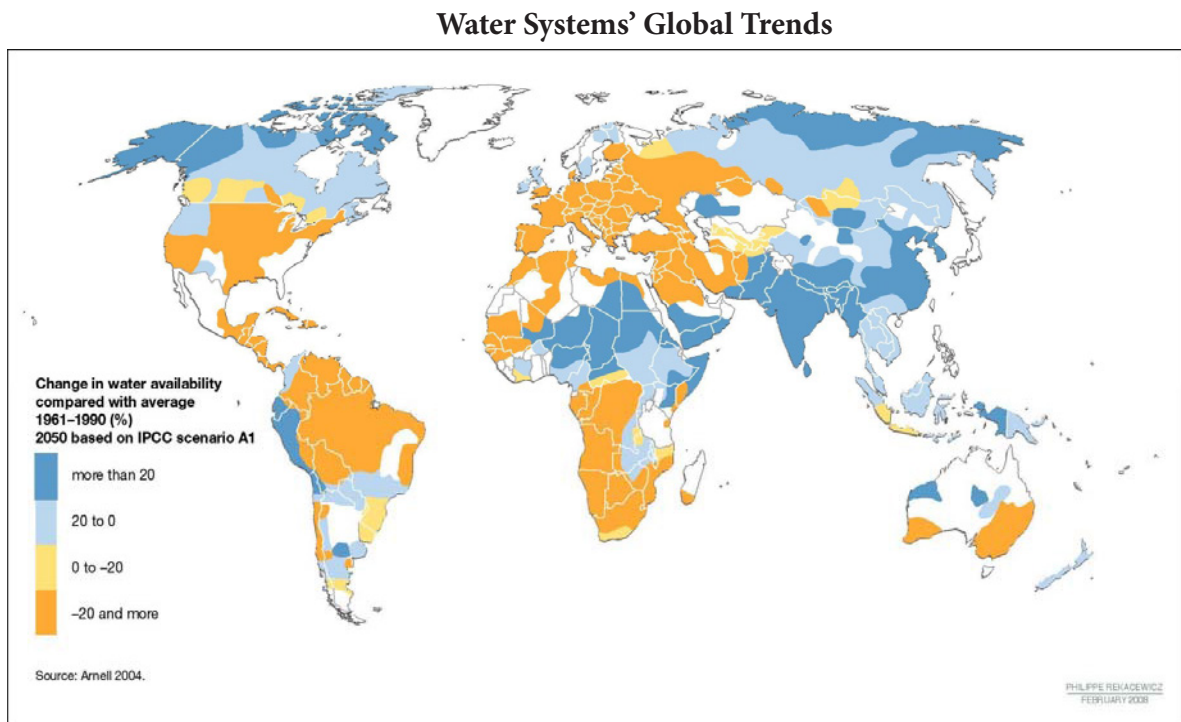 Water Systems’ Global Trends
Change in water availability
compared with average
1961–1990 (%)
2050 based on IPCC scenario A1
more than 20
20 to 0
0 to –20
–20 and more
Source: Arnell 2004.
PHILIPPE REKACEWICZ
FEBRUARY 2008